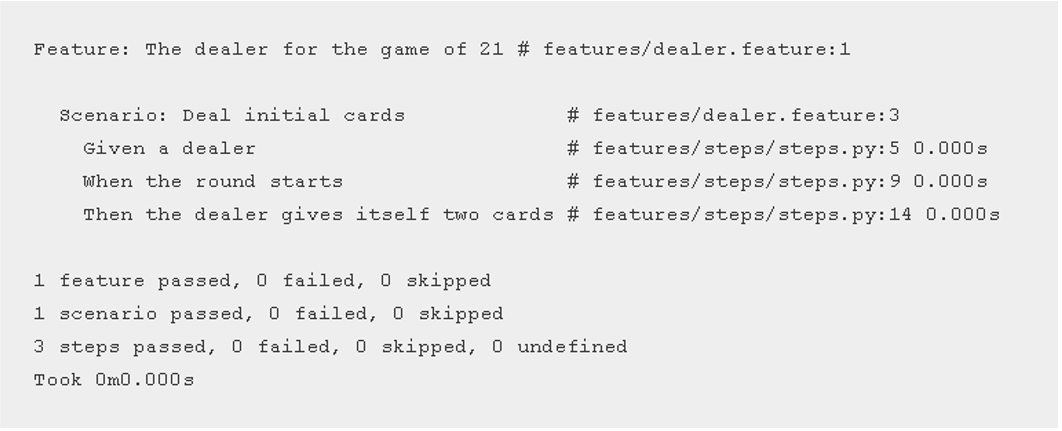 Feature: The dealer for the game of 21 # features/dealer.feature:1
Scenario: Deal initial cards # features/dealer.feature:3
Given a dealer # features/steps/steps.py:5 0.000s
When the round starts # features/steps/steps.py:9 0.000s
Then the dealer gives itself two cards # features/steps/steps.py:14 0.000s
1 feature passed, 0 failed, 0 skipped
1 scenario passed, 0 failed, 0 skipped
3 steps passed, 0 failed, 0 skipped, 0 undefined
Took 0m0.000s